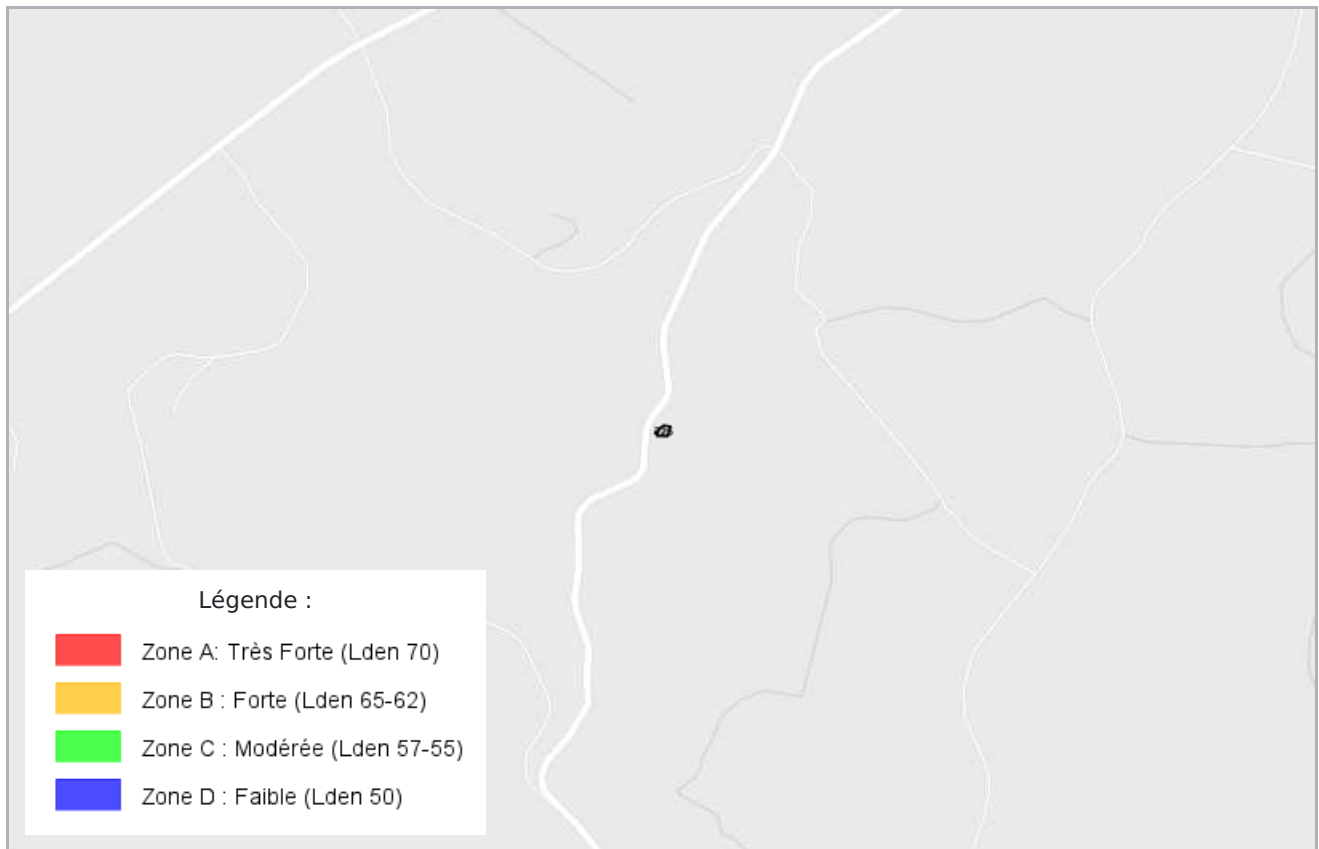 Légende :
Zone A: Très Forte (Lden 70)
Zone B : Forte (Lden 65-62)
Zone C : Modérée (Lden 57-55)
Zone D : Faible (Lden 50)